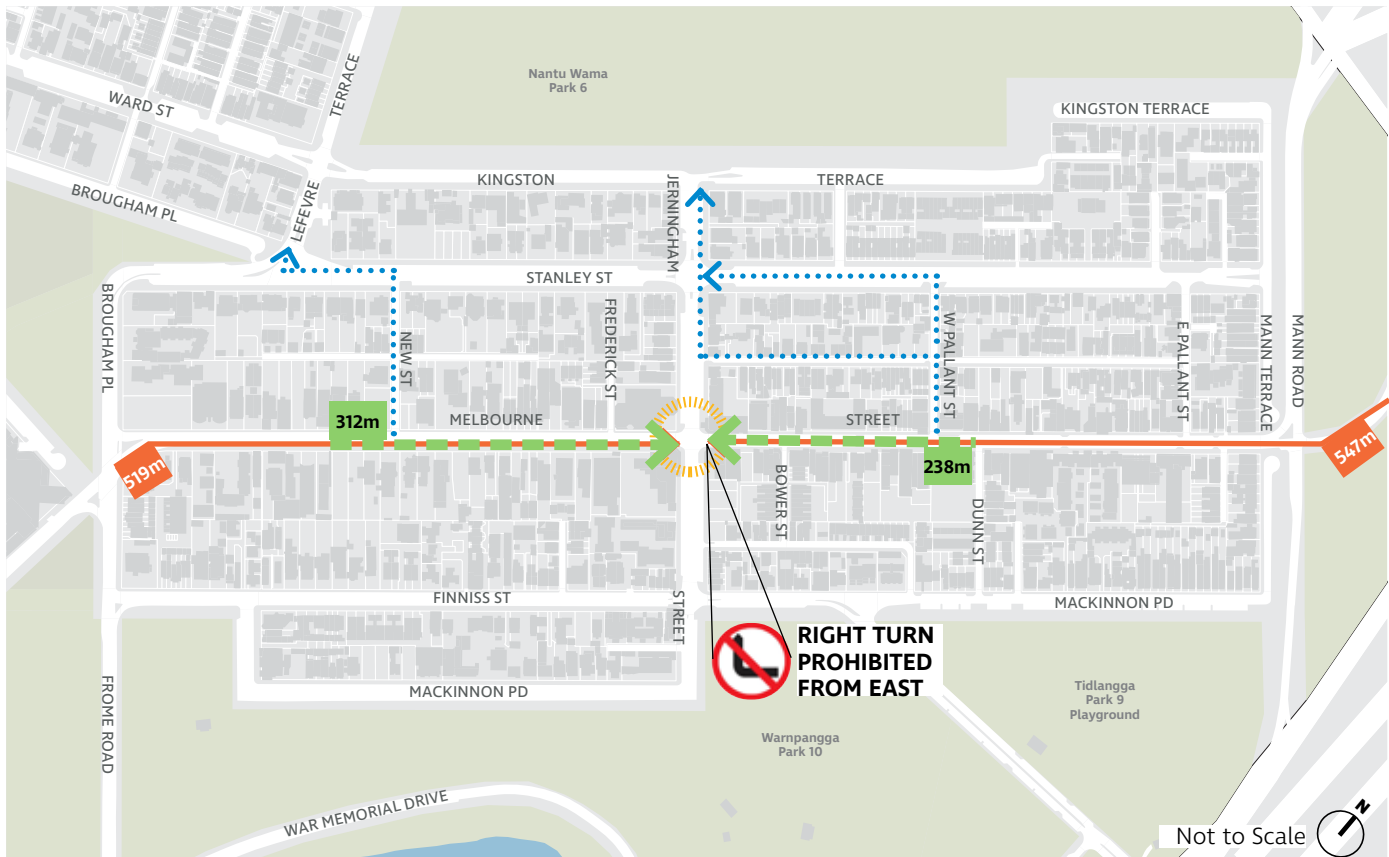 Nantu Wama
Park 6
TERRACE
WARD ST
KINGSTON TERRACE
BROUGHAM PL
LEFEVRE
KINGSTON
JERNINGHAM
TERRACE
STANLEY ST
BROUGHAM PL
NEW ST
FREDERICK ST
W PALLANT ST
E PALLANT ST
MANN TERRACE
MANN ROAD
312m
MELBOURNE
STREET
519m
238m
547m
BOWER ST
DUNN ST
FINNISS ST
STREET
MACKINNON PD
RIGHT TURN
PROHIBITED
FROM EAST
MACKINNON PD
FROME ROAD
Tidlangga
Park 9
Playground
Warnpangga
Park 10
WAR MEMORIAL DRIVE
N
Not to Scale